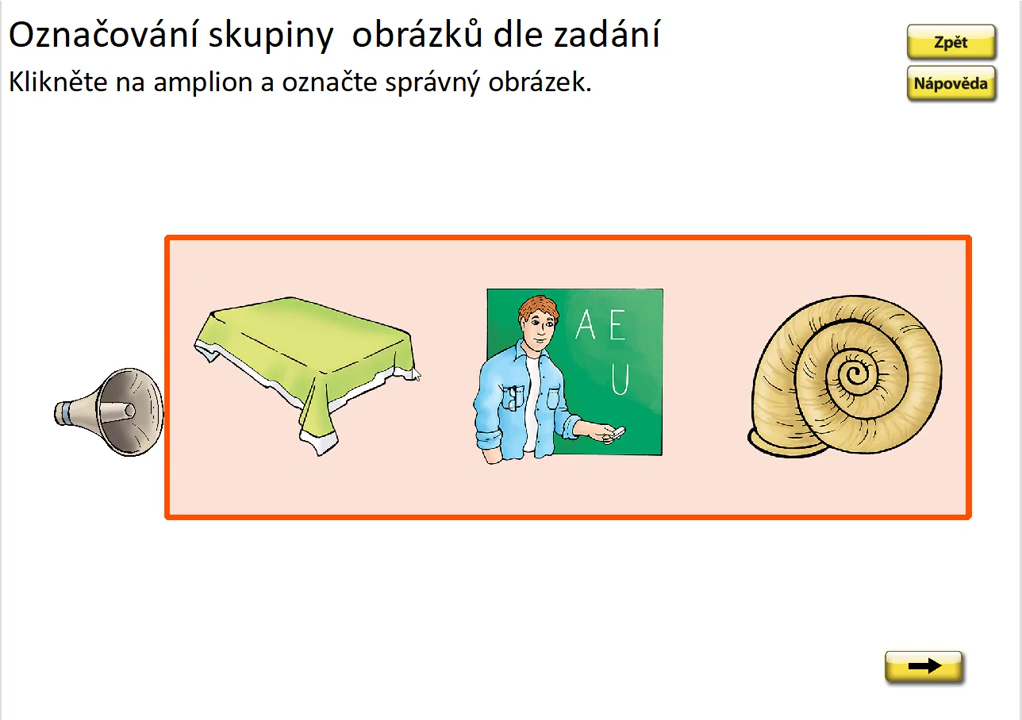 Označování skupiny  obrázků dle zadání
Zpět
Klikněte na amplion a označte správný obrázek.
Nápověda
A E
U